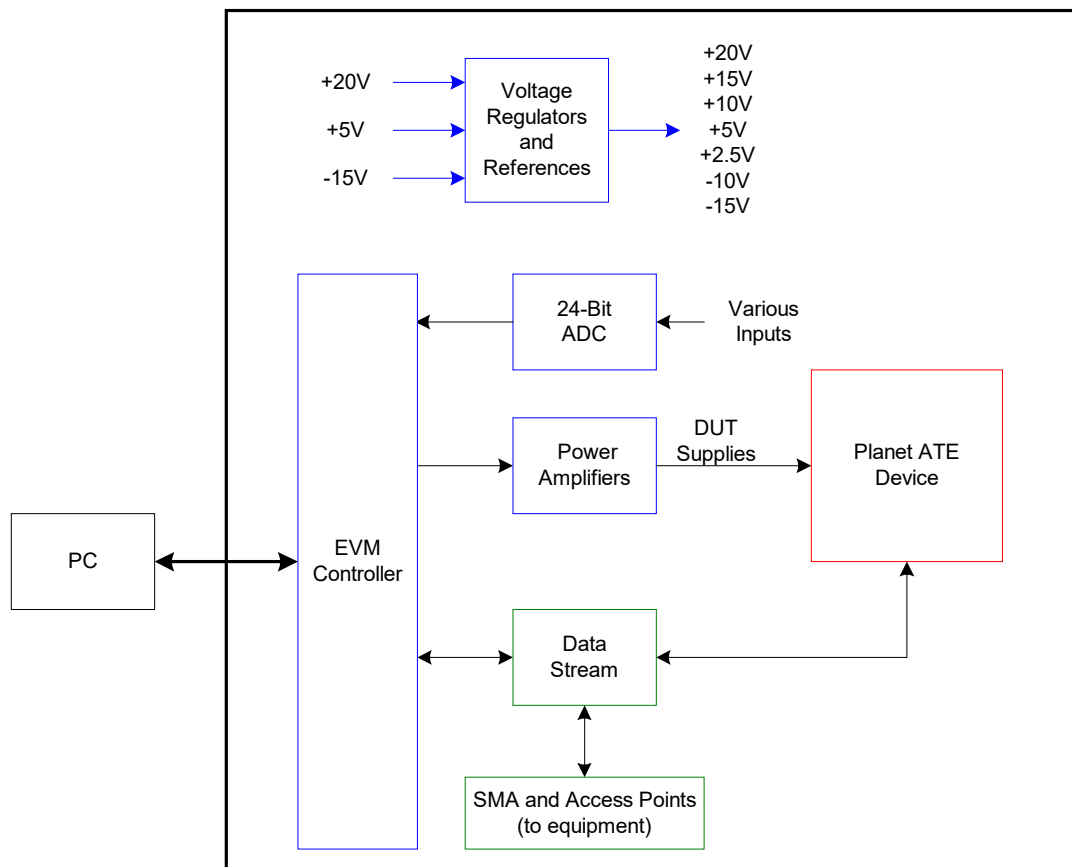 +20V
+5V
-15V
Voltage
Regulators
and
References
+20V
+15V
+10V
+5V
+2.5V
-10V
-15V
24-Bit
ADC
Various
Inputs
Power
Amplifiers
DUT
Supplies
Planet ATE
Device
PC
EVM
Controller
Data
Stream
SMA and Access Points
(to equipment)